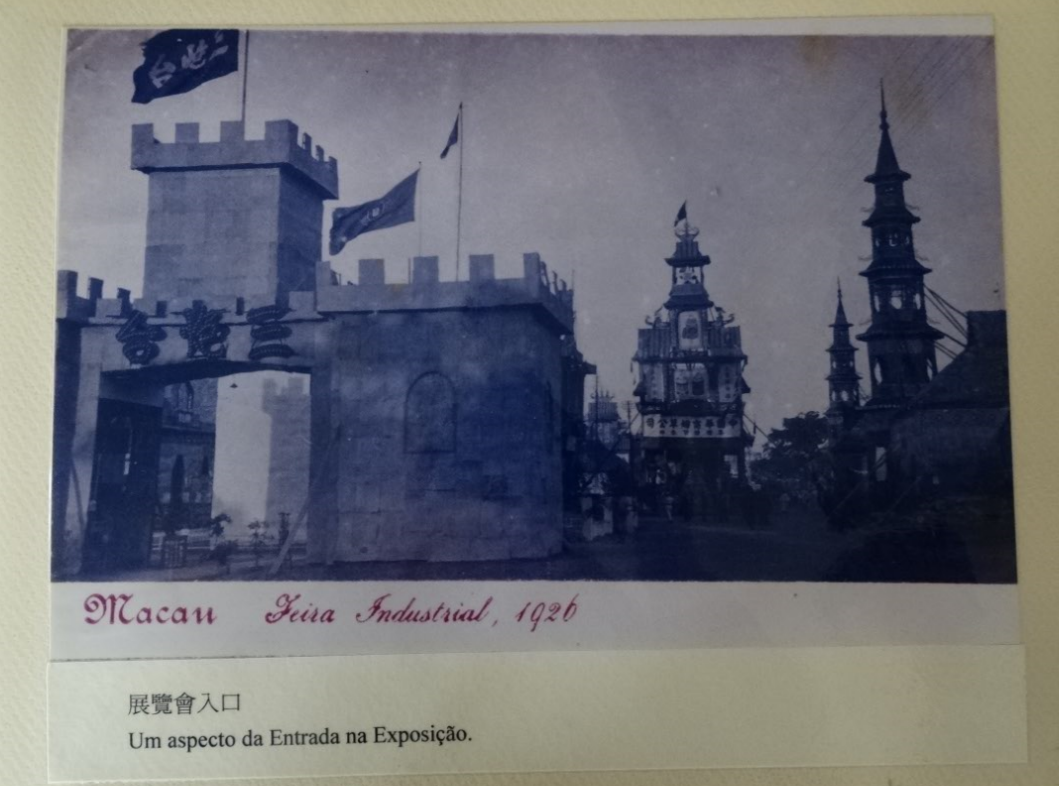 Macau Feira Industrial, 1926
展覽會入口
Um aspecto da Entrada na Exposição.